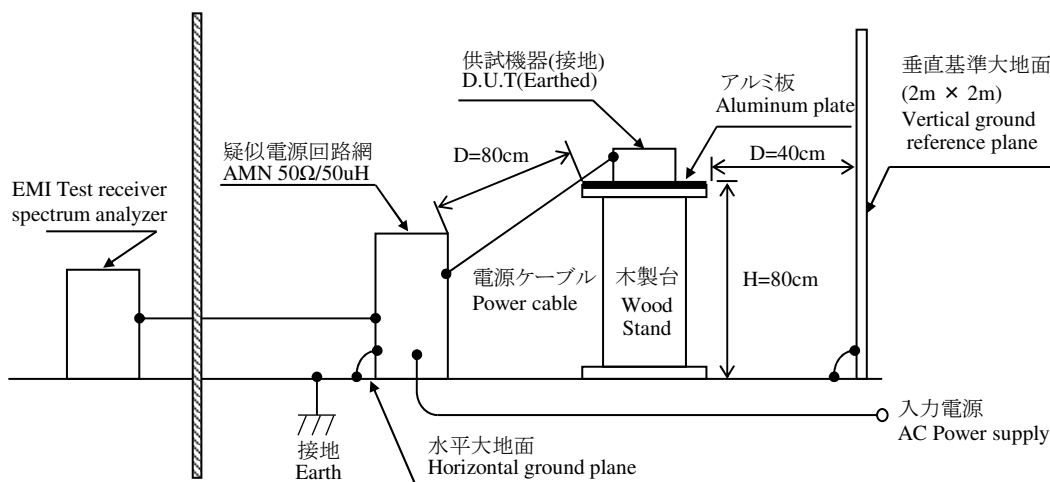 供試機器(接地)
D.U.T(Earthed)
アルミ板
Aluminum plate
垂直基準大地面
(2m × 2m)
Vertical ground
reference plane
疑似電源回路網
AMN 50Ω/50uH
D=80cm
D=40cm
EMI Test receiver
spectrum analyzer
電源ケーブル
Power cable
木製台
Wood
Stand
H=80cm
入力電源
AC Power supply
接地
Earth
水平大地面
Horizontal ground plane